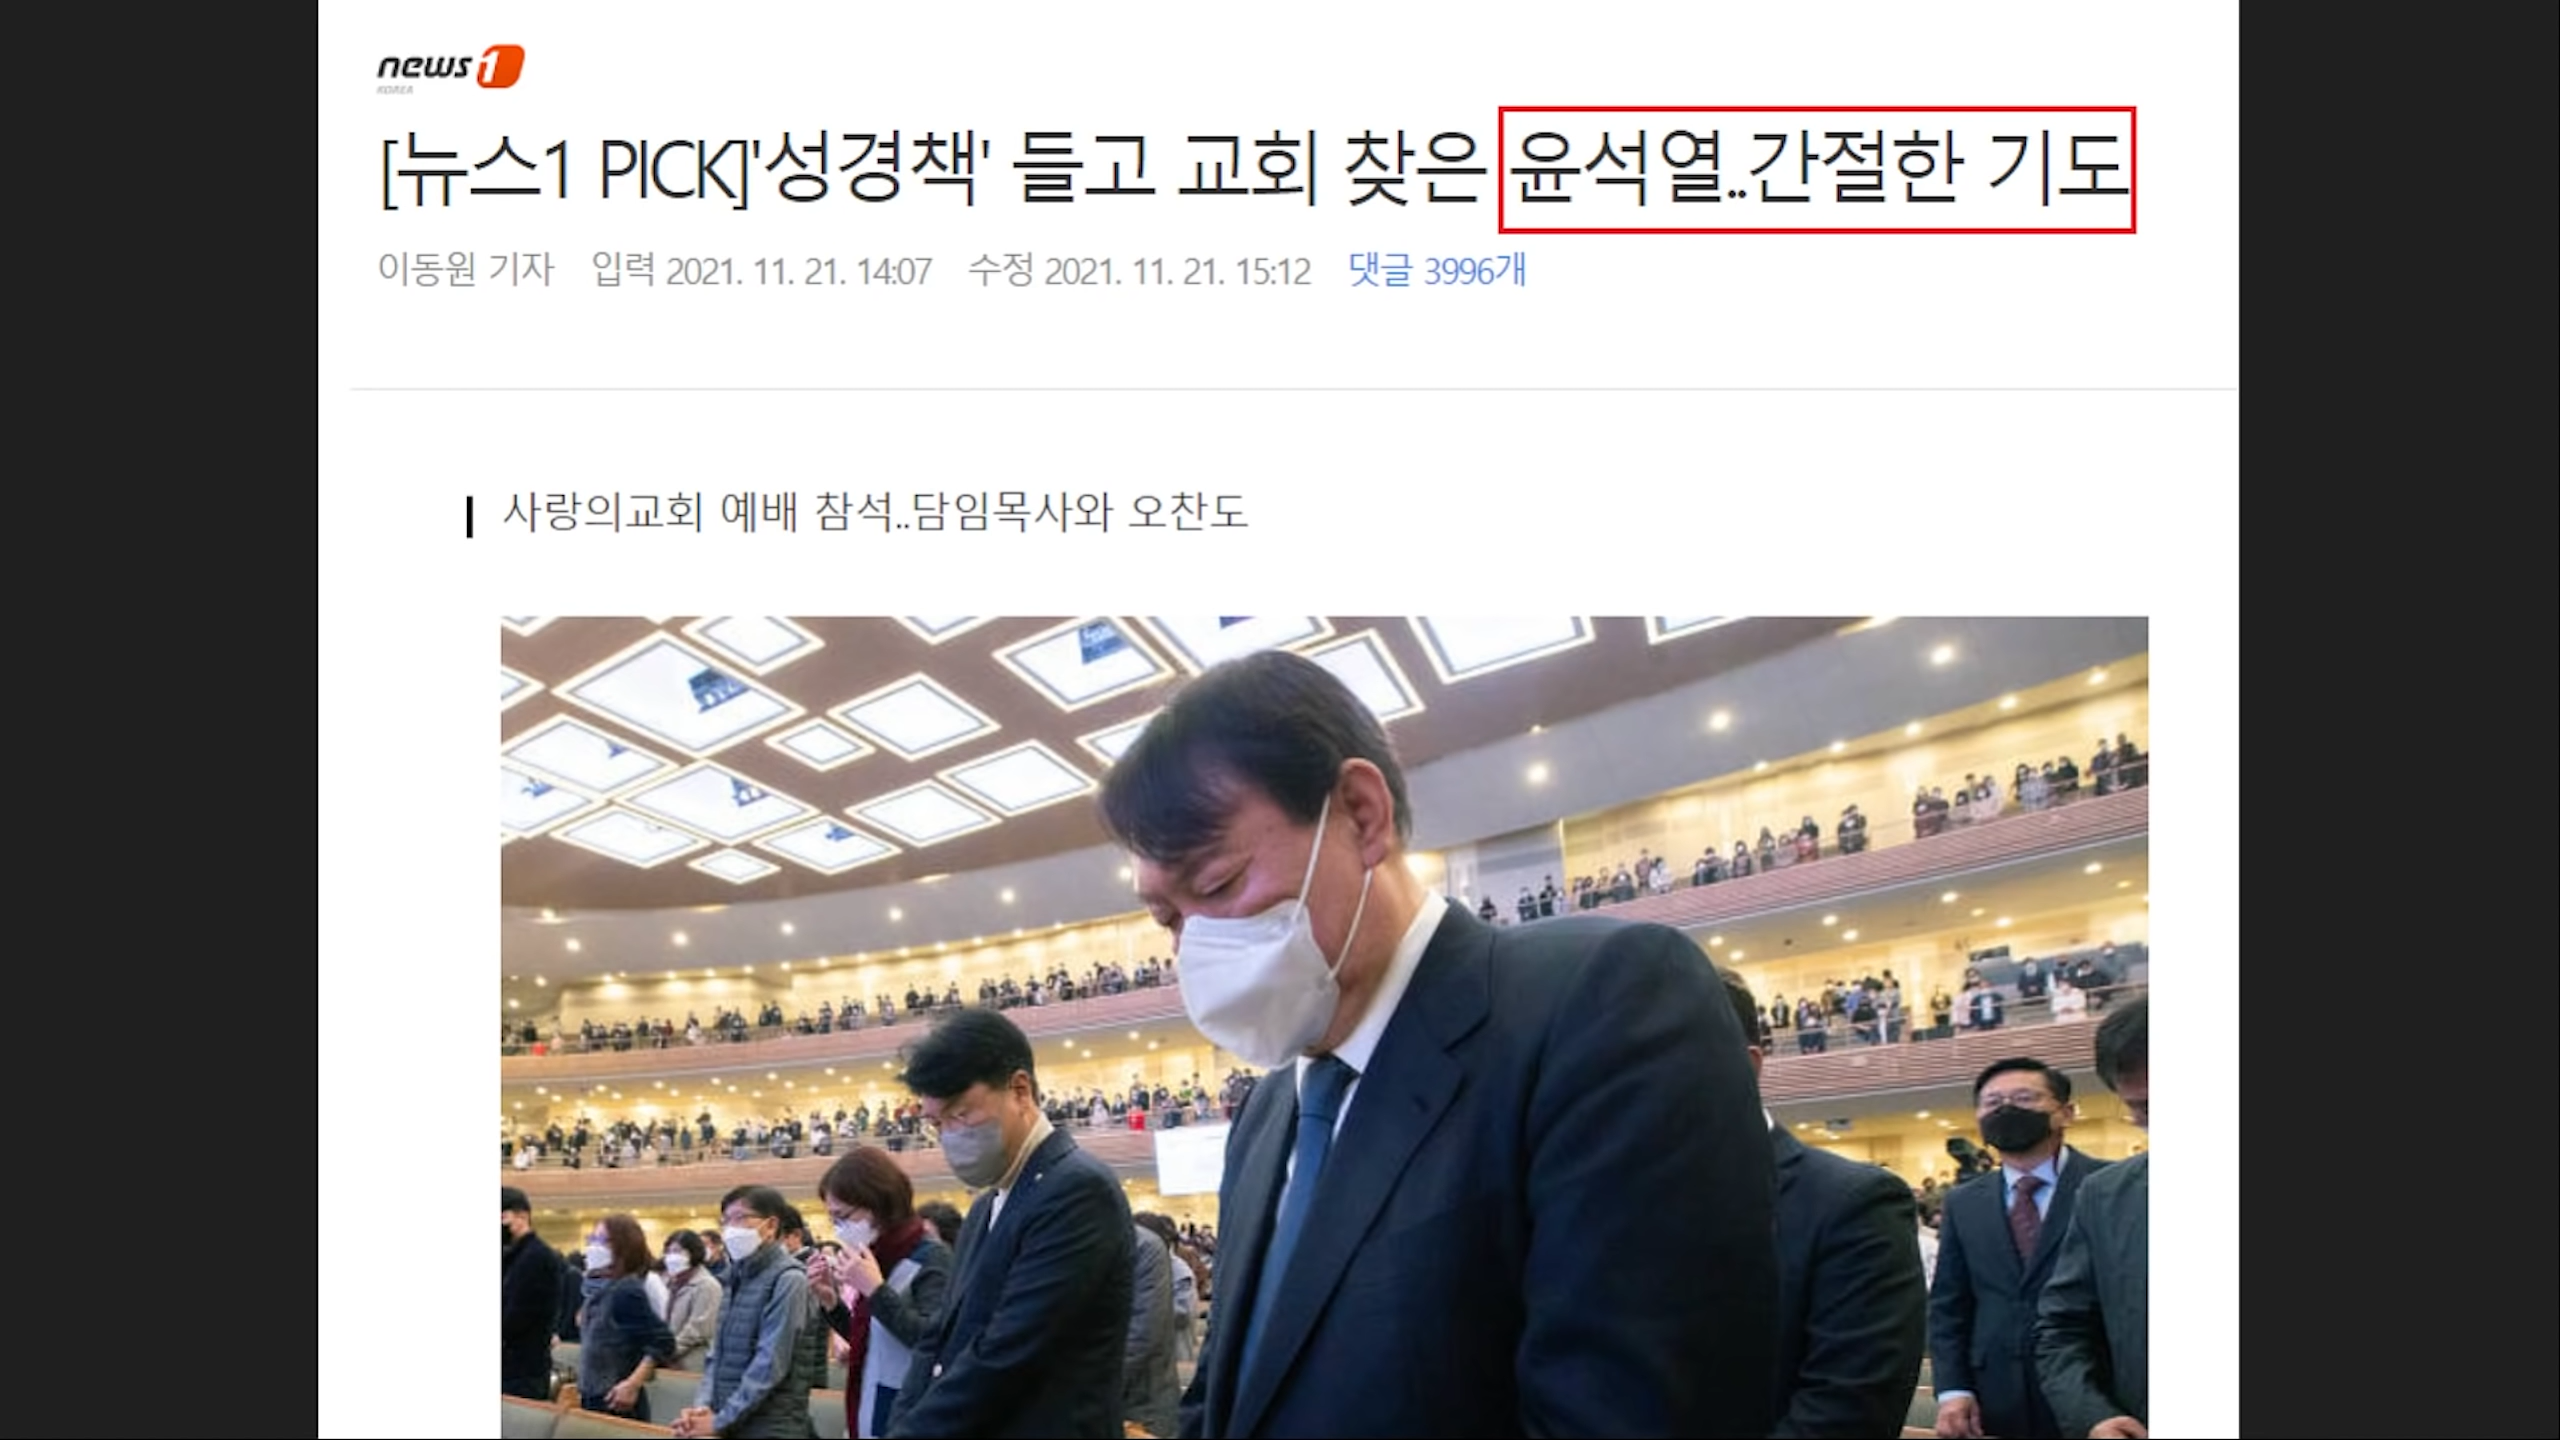 news1
KOREA
[뉴스1 PICK]'성경책' 들고 교회 찾은 윤석열..간절한 기도
이동원 기자 입력 2021. 11. 21. 14:07 수정 2021. 11. 21. 15:12 댓글 3996개
사랑의교회 예배 참석..담임목사와 오찬도